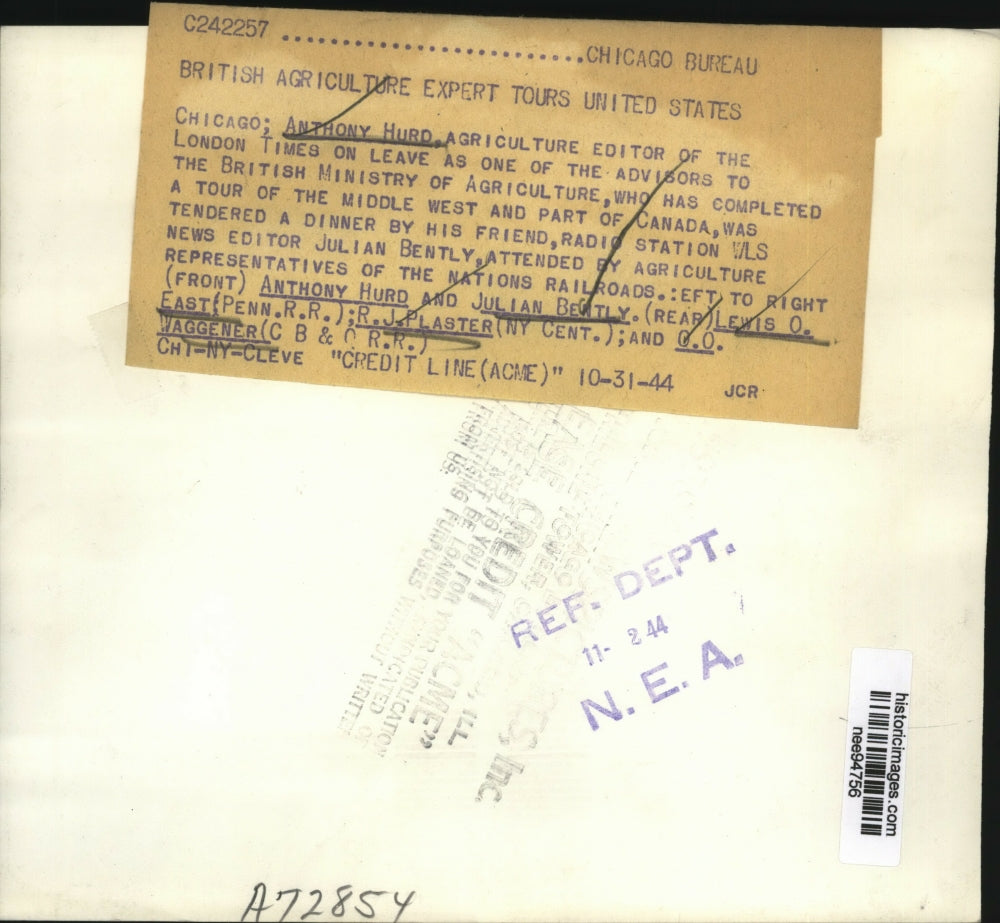 C242257 ..............................CHICAGO BUREAU
BRITISH AGRICULTURE EXPERT TOURS UNITED STATES
CHICAGO; ANTHONY HURD, AGRICULTURE EDITOR OF THE
LONDON TIMES ON LEAVE AS ONE OF THE ADVISORS TO
THE BRITISH MINISTRY OF AGRICULTURE, WHO HAS COMPLETED
A TOUR OF THE MIDDLE WEST AND PART OF CANADA, WAS
TENDERED A DINNER BY HIS FRIEND, RADIO STATION WLS
NEWS EDITOR JULIAN BENTLY, ATTENDED BY AGRICULTURE
REPRESENTATIVES OF THE NATIONS RAILROADS.:EFT TO RIGHT
(FRONT) ANTHONY HURD AND JULIAN BENTLY. (REAR) LEWIS O.
EAST (PENN.R.R.); R.J.PLASTER (NY CENT.); AND O.O.
WAGGENER (C B & Q R.R.)
CHI-NY-CLEVE "CREDIT LINE (ACME)" 10-31-44 JCR
CREDIT "ACME"
REF. DEPT.
11- 2 44
N. E. A.
historicimages.com
nee94756
A72854